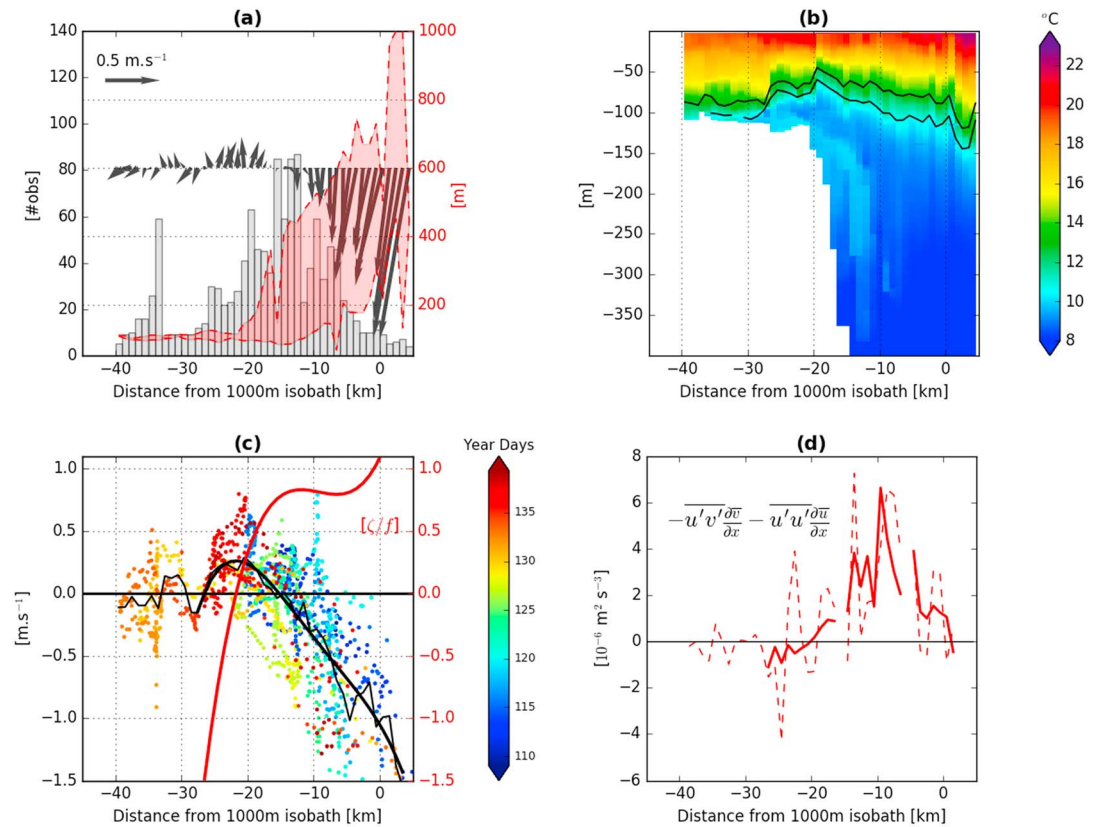 (a)
140
120
100
80
60
40
20
0
[#obs]
0.5 m.s⁻¹
1000
800
600
400
200
[m]
−40 −30 −20 −10 0
Distance from 1000m isobath [km]
(b)
−50
−100
−150
−200
−250
−300
−350
[m]
−40 −30 −20 −10 0
Distance from 1000m isobath [km]
°C
22
20
18
16
14
12
10
8
(c)
1.0
0.5
0.0
−0.5
−1.0
−1.5
[m.s⁻¹]
[ζ/f]
1.0
0.5
0.0
−0.5
−1.0
−1.5
−40 −30 −20 −10 0
Distance from 1000m isobath [km]
Year Days
135
130
125
120
115
110
(d)
8
6
4
2
0
−2
−4
−6
[10⁻⁶ m² s⁻³]
$-\overline{u'v'}\frac{\partial \overline{v}}{\partial x} - \overline{u'u'}\frac{\partial \overline{u}}{\partial x}$
−40 −30 −20 −10 0
Distance from 1000m isobath [km]